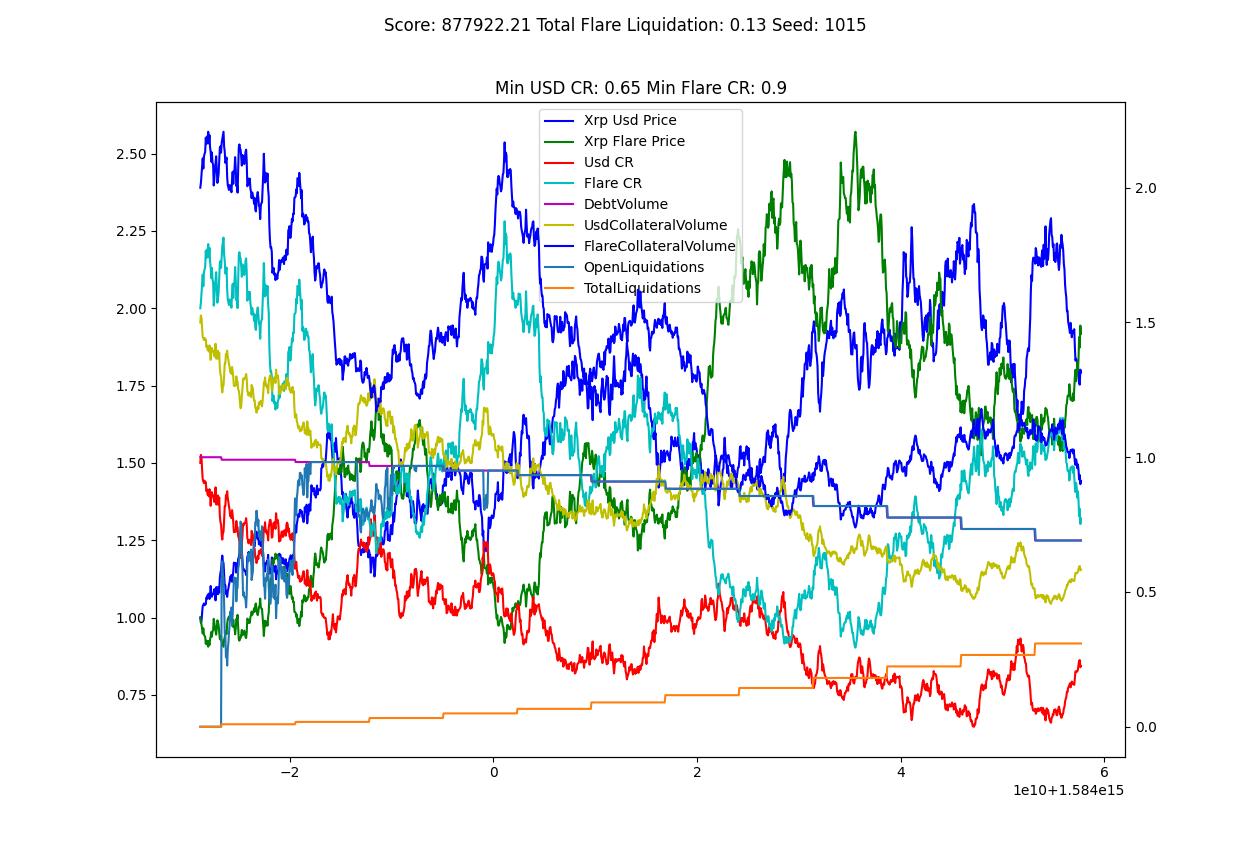 Score: 877922.21 Total Flare Liquidation: 0.13 Seed: 1015
Min USD CR: 0.65 Min Flare CR: 0.9
Xrp Usd Price
Xrp Flare Price
Usd CR
Flare CR
DebtVolume
UsdCollateralVolume
FlareCollateralVolume
OpenLiquidations
TotalLiquidations
2.50
2.25
2.00
1.75
1.50
1.25
1.00
0.75
2.0
1.5
1.0
0.5
0.0
−2 0 2 4 6
1e10+1.584e15